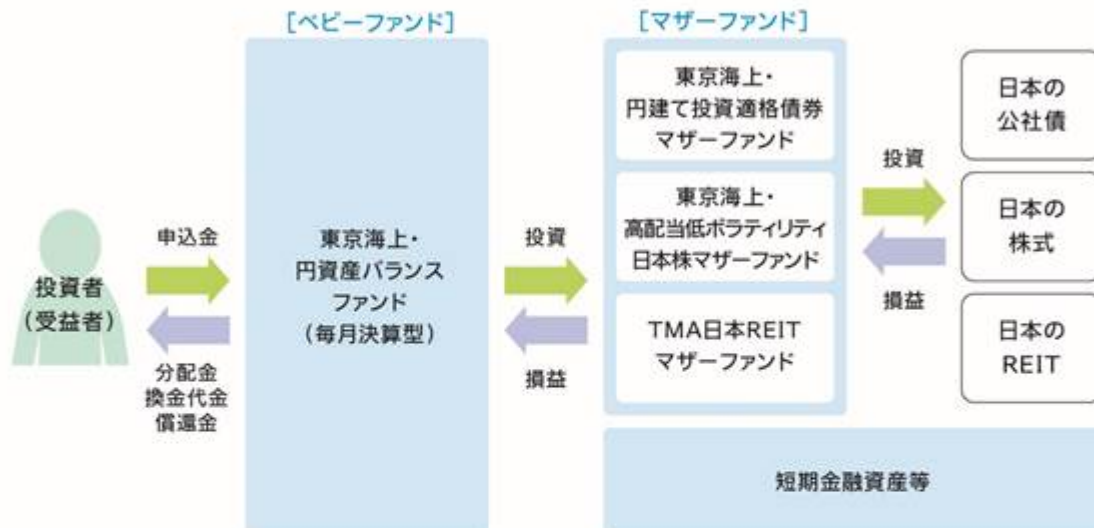 [ベビーファンド]
[マザーファンド]
投資者
(受益者)
申込金
分配金
換金代金
償還金
東京海上・
円資産バランス
ファンド
(毎月決算型)
投資
損益
東京海上・
円建て投資適格債券
マザーファンド
東京海上・
高配当低ボラティリティ
日本株マザーファンド
TMA日本REIT
マザーファンド
投資
損益
日本の
公社債
日本の
株式
日本の
REIT
短期金融資産等